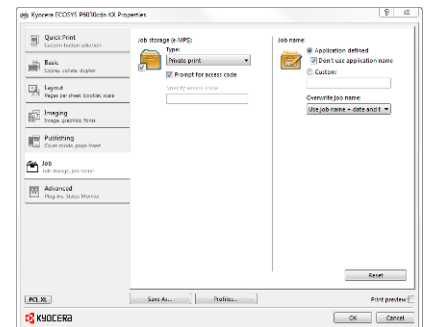 Kyocera ECOSYS P6030cdn KX Properties
Quick Print
Custom button selection
Basic
Copies, collate, duplex
Layout
Pages per sheet, booklet, scale
Imaging
Image, graphics, fonts
Publishing
Cover mode, page insert
Job
Job storage, job name
Advanced
Plug-ins, Status Monitor
Job storage (e-MPS):
Type:
Private print
Prompt for access code
Specify access code
Job name:
Application defined
Don't use application name
Custom:
Overwrite job name:
Use job name + date and t
Reset
PCL XL
Save As...
Profiles...
Print preview
KYOCERA
OK
Cancel